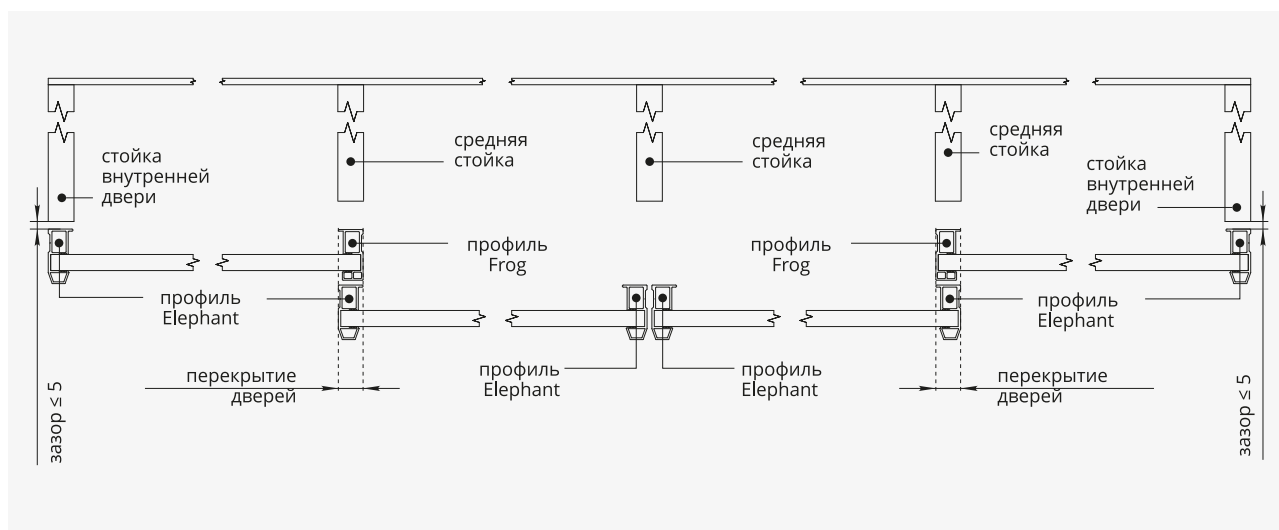 средняя
стойка
средняя
стойка
средняя
стойка
стойка
внутренней
двери
стойка
внутренней
двери
профиль
Frog
профиль
Frog
профиль
Elephant
профиль
Elephant
профиль
Elephant
профиль
Elephant
перекрытие
дверей
перекрытие
дверей
зазор ≤ 5
зазор ≤ 5